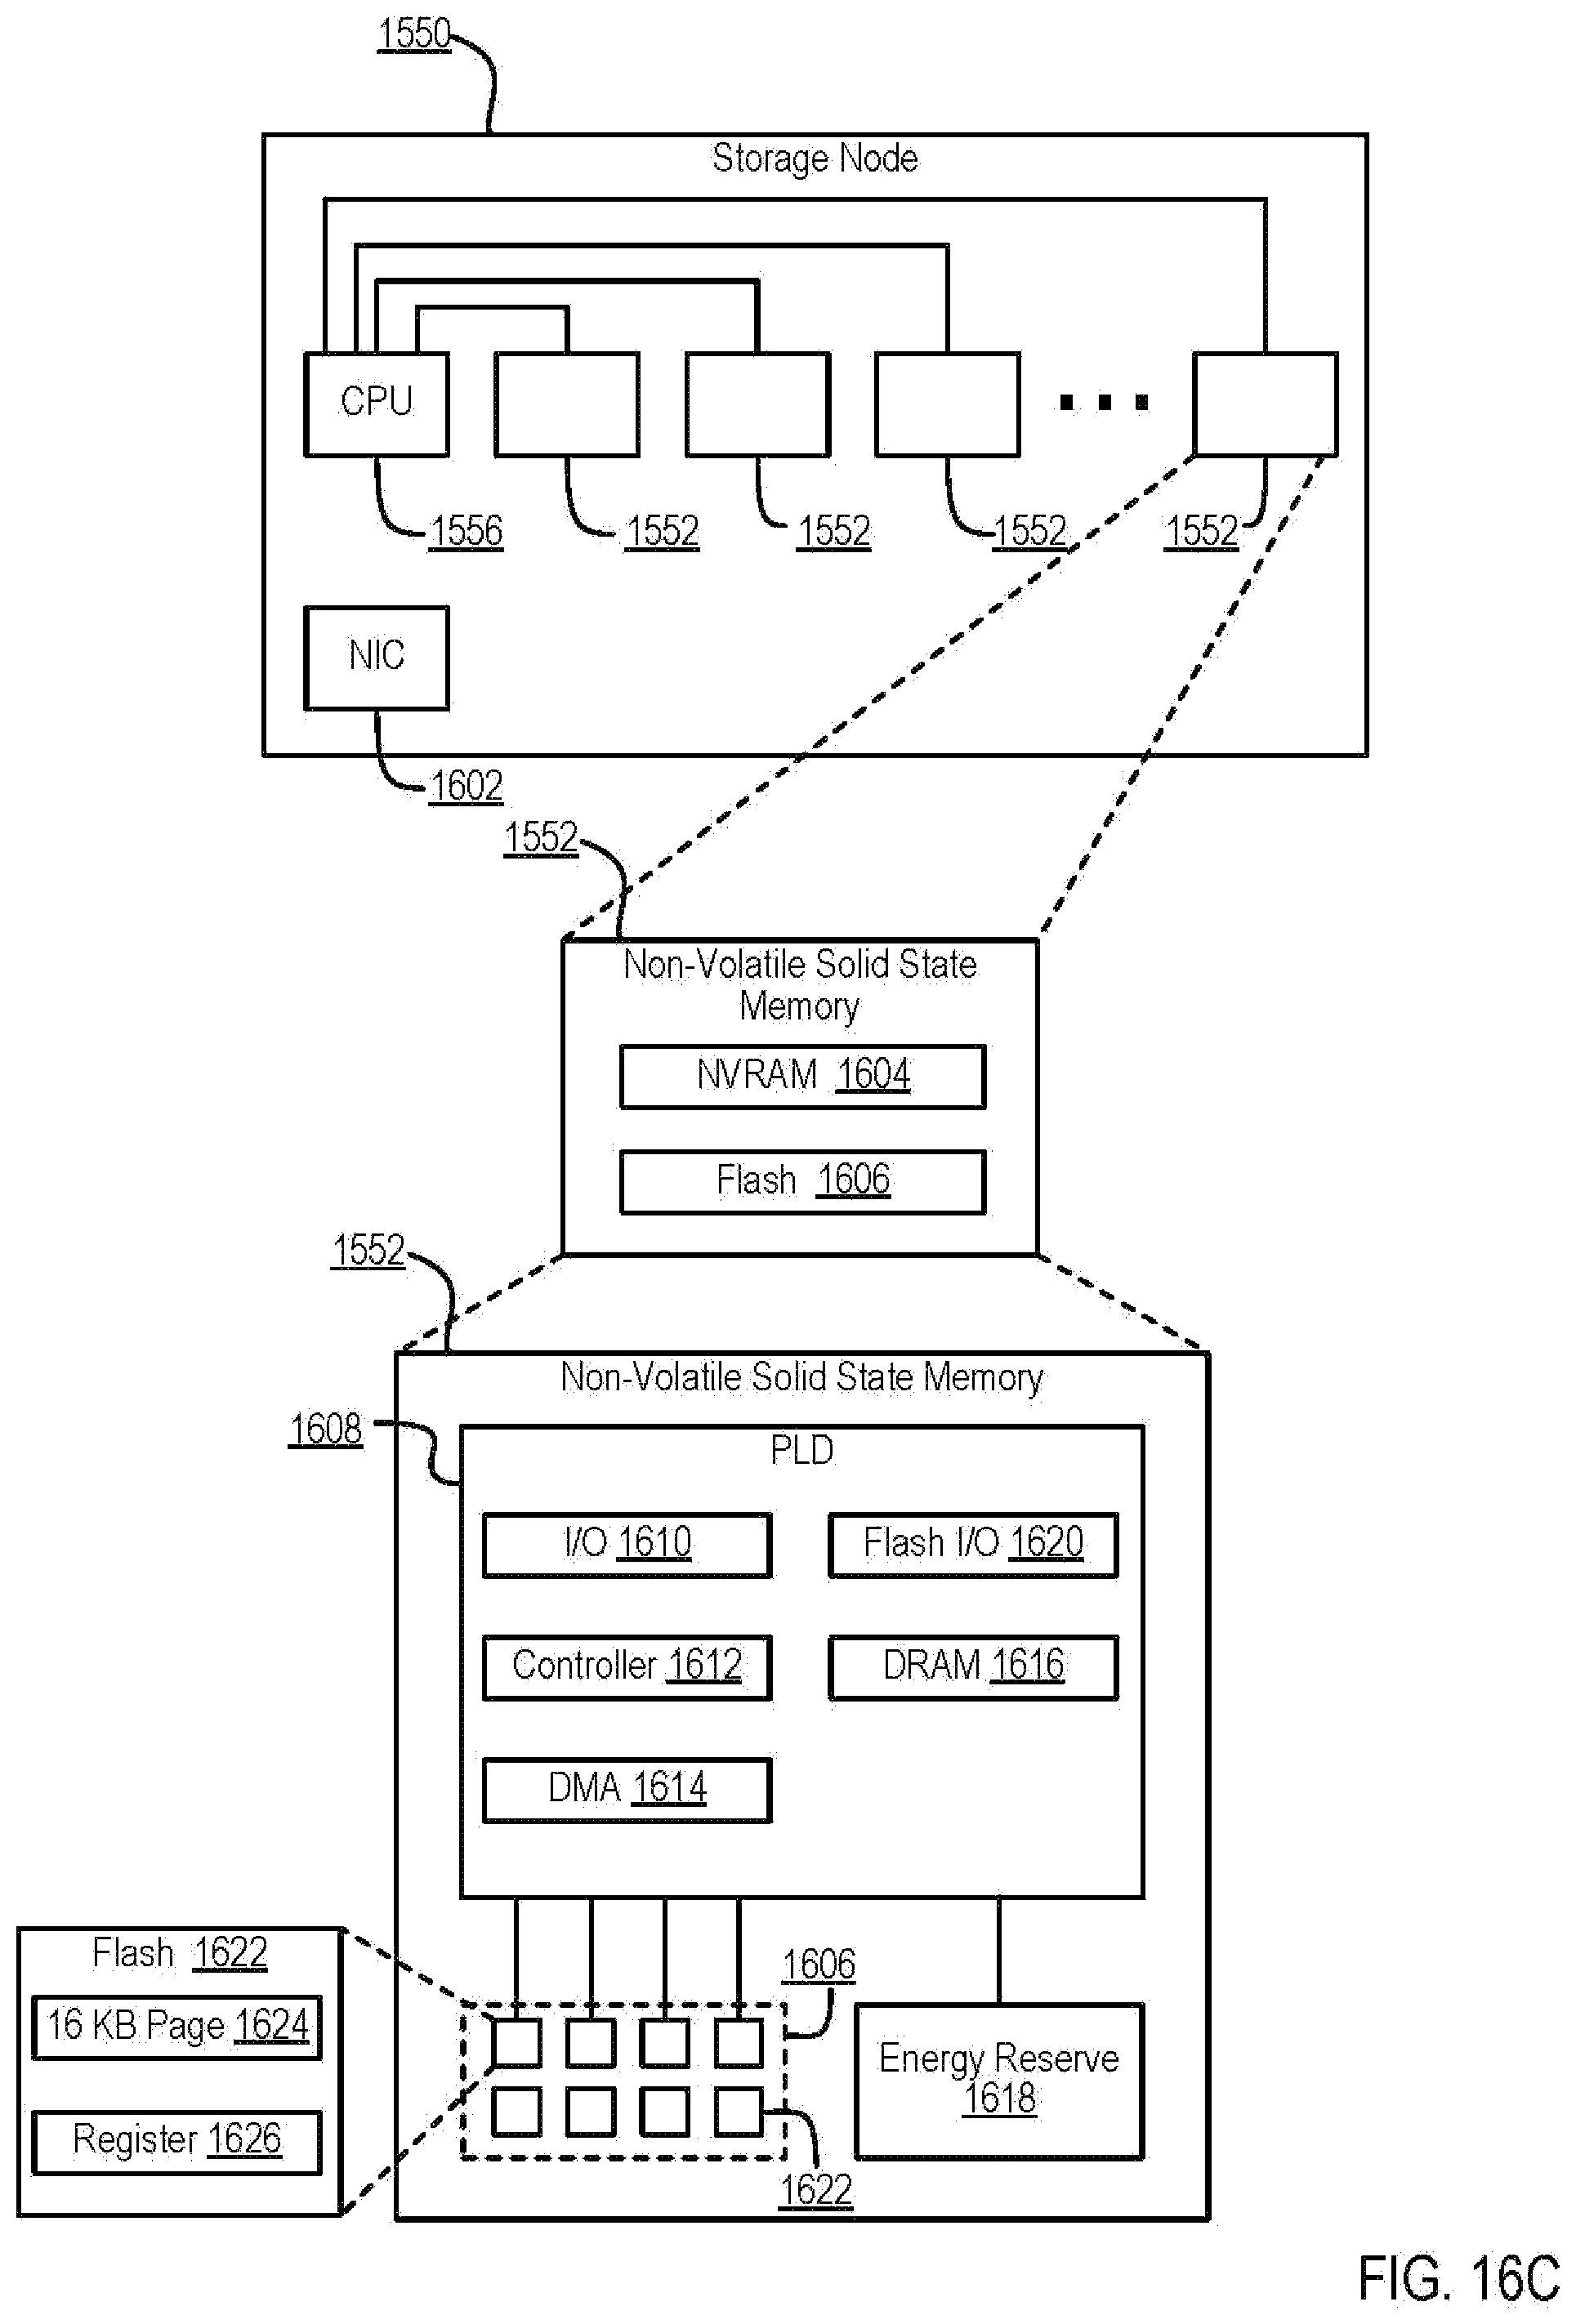 1550
Storage Node
CPU
1556
1552
1552
1552
1552
NIC
1602
1552
Non-Volatile Solid State
Memory
NVRAM 1604
Flash 1606
1552
Non-Volatile Solid State Memory
1608
PLD
I/O 1610
Flash I/O 1620
Controller 1612
DRAM 1616
DMA 1614
Flash 1622
16 KB Page 1624
Register 1626
1606
Energy Reserve
1618
1622
FIG. 16C